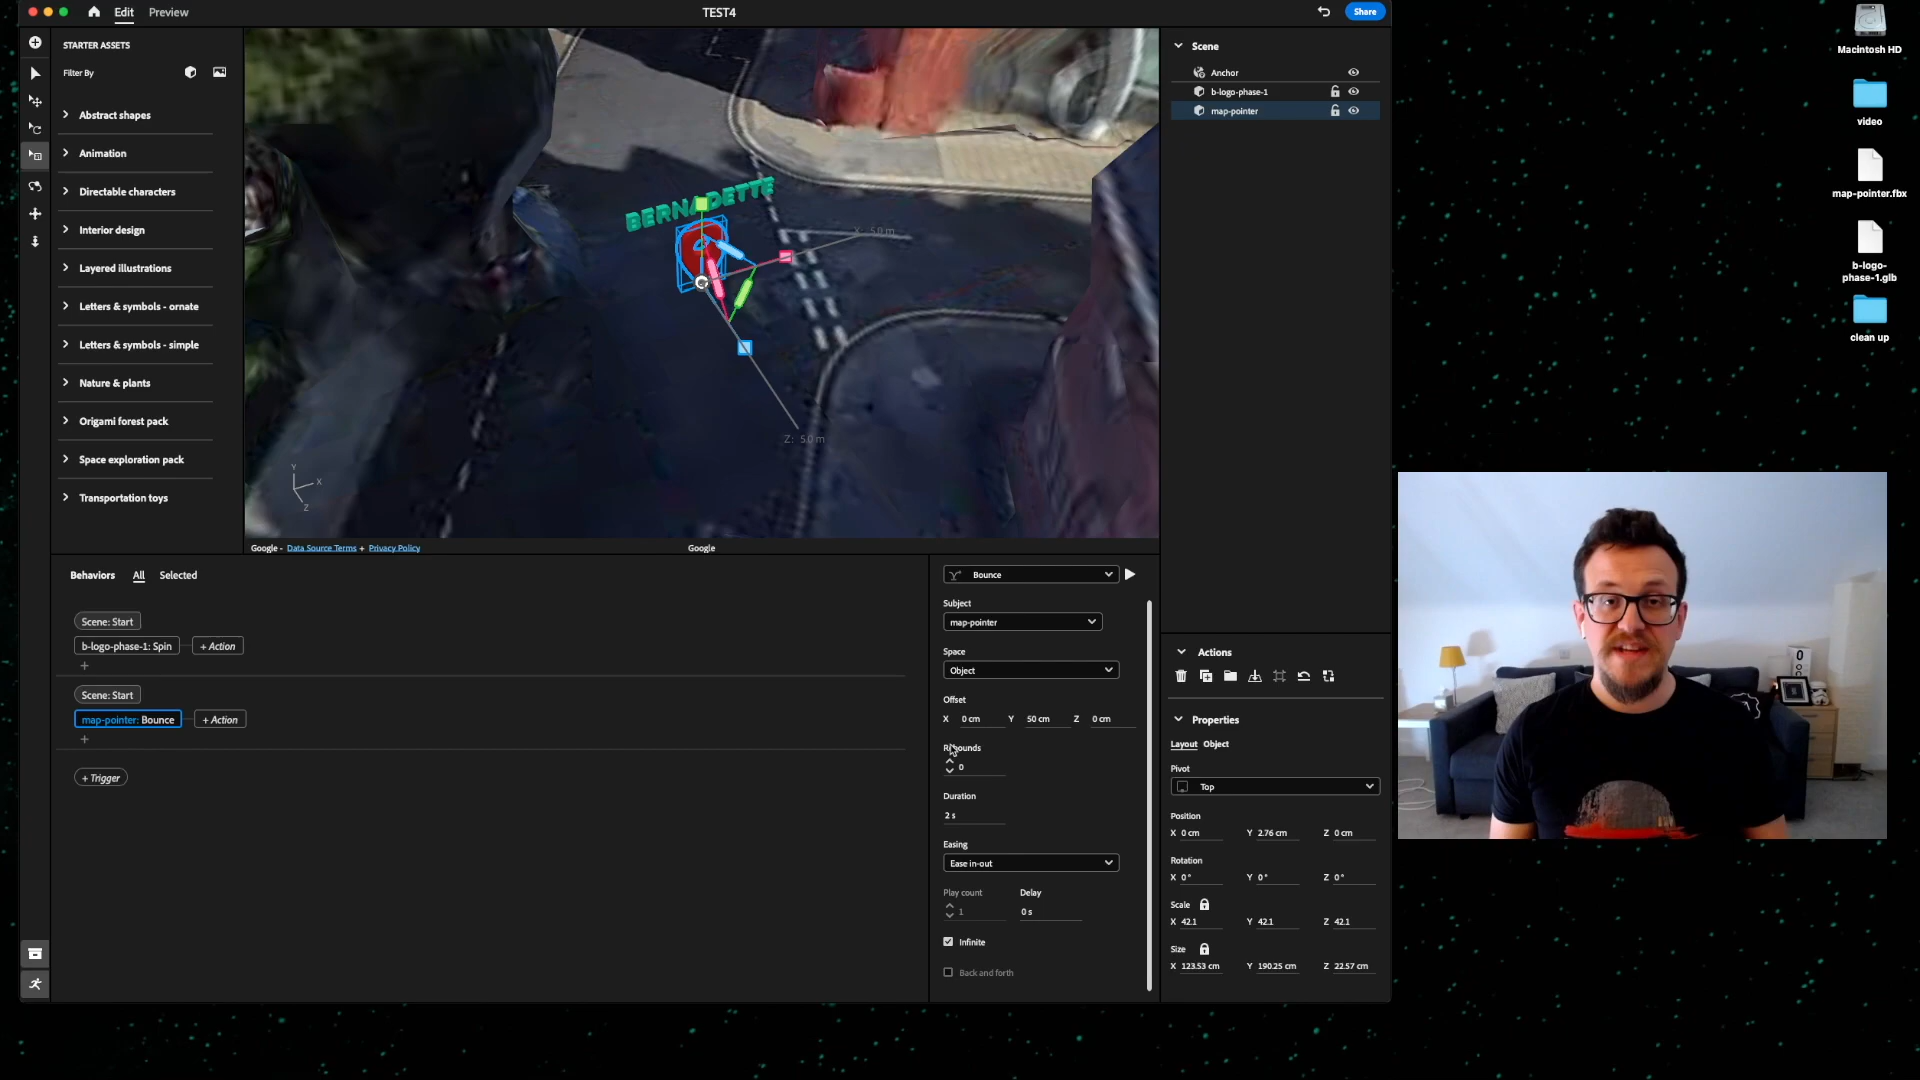 Edit Preview TEST4 Share
STARTER ASSETS
Filter By
Abstract shapes
Animation
Directable characters
Interior design
Layered illustrations
Letters & symbols - ornate
Letters & symbols - simple
Nature & plants
Origami forest pack
Space exploration pack
Transportation toys
BERNADETTE
X: 50 m
Z: 50 m
Y
X
Z
Google - Data Source Terms + Privacy Policy Google
Scene
Anchor
b-logo-phase-1
map-pointer
Behaviors All Selected
Scene: Start
b-logo-phase-1: Spin + Action
+
Scene: Start
map-pointer: Bounce + Action
+
+ Trigger
Bounce
Subject
map-pointer
Space
Object
Offset
X 0 cm Y 50 cm Z 0 cm
Rebounds
0
Duration
2 s
Easing
Ease in-out
Play count Delay
1 0 s
Infinite
Back and forth
Actions
Properties
Layout Object
Pivot
Top
Position
X 0 cm Y 2.76 cm Z 0 cm
Rotation
X 0° Y 0° Z 0°
Scale
X 42.1 Y 42.1 Z 42.1
Size
X 123.53 cm Y 190.25 cm Z 22.57 cm
Macintosh HD
video
map-pointer.fbx
b-logo-
phase-1.glb
clean up